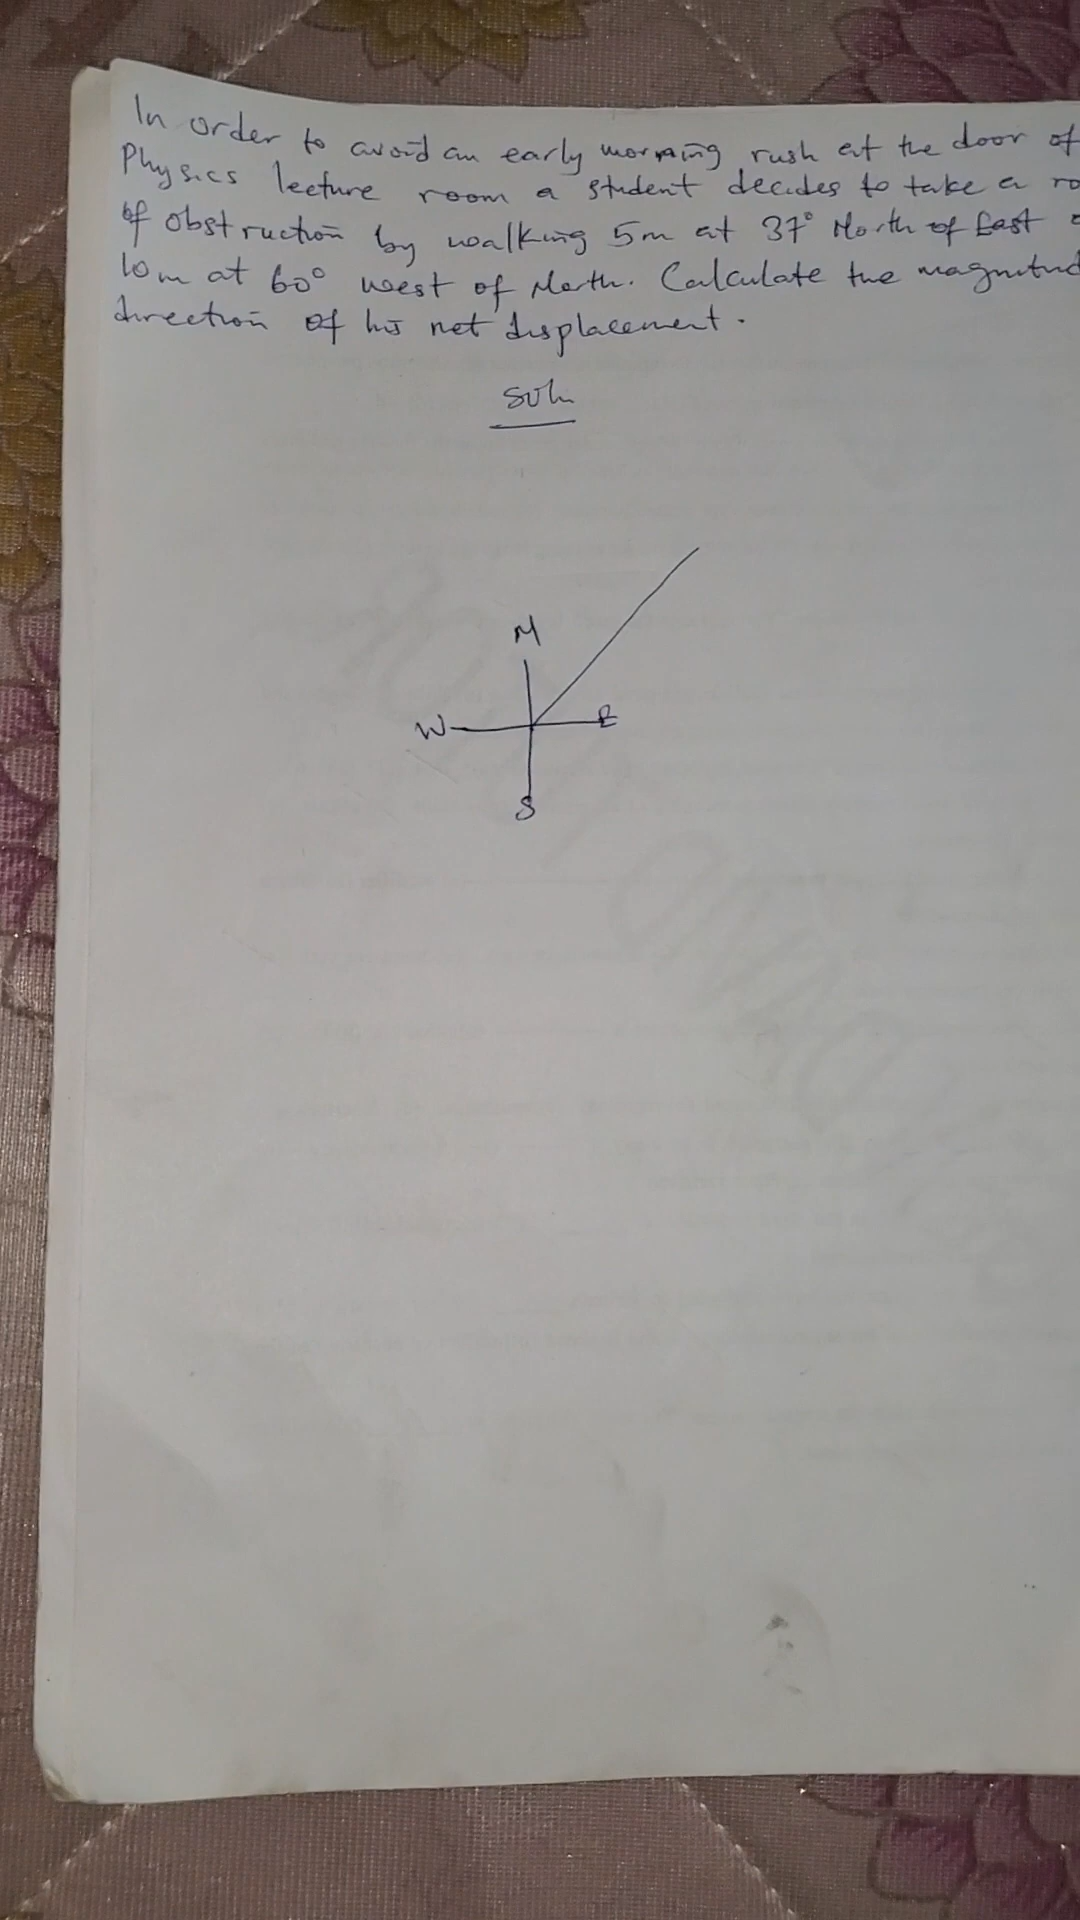 In order to avoid an early morning rush at the door of
Physics lecture room a student decides to take a
of obstruction by walking 5m at 37° North of East
10m at 60° west of North. Calculate the magnitud
direction of his net displacement.
Soln
N
W
E
S